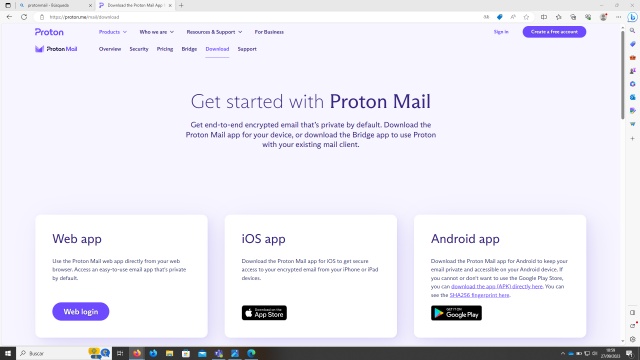 protonmail - Búsqueda
Download the Proton Mail App f
https://proton.me/mail/download
Proton
Products
Who we are
Resources & Support
For Business
Sign in
Create a free account
Proton Mail
Overview
Security
Pricing
Bridge
Download
Support
Get started with Proton Mail
Get end-to-end encrypted email that's private by default. Download the
Proton Mail app for your device, or download the Bridge app to use Proton
with your existing mail client.
Web app
Use the Proton Mail web app directly from your web
browser. Access an easy-to-use email app that's private
by default.
Web login
iOS app
Download the Proton Mail app for iOS to get secure
access to your encrypted email from your iPhone or iPad
devices.
Download on the
App Store
Android app
Download the Proton Mail app for Android to keep your
email private and accessible on your Android device. If
you cannot or don't want to use the Google Play Store,
you can download the app (APK) directly here. You can
see the SHA256 fingerprint here.
GET IT ON
Google Play
Buscar